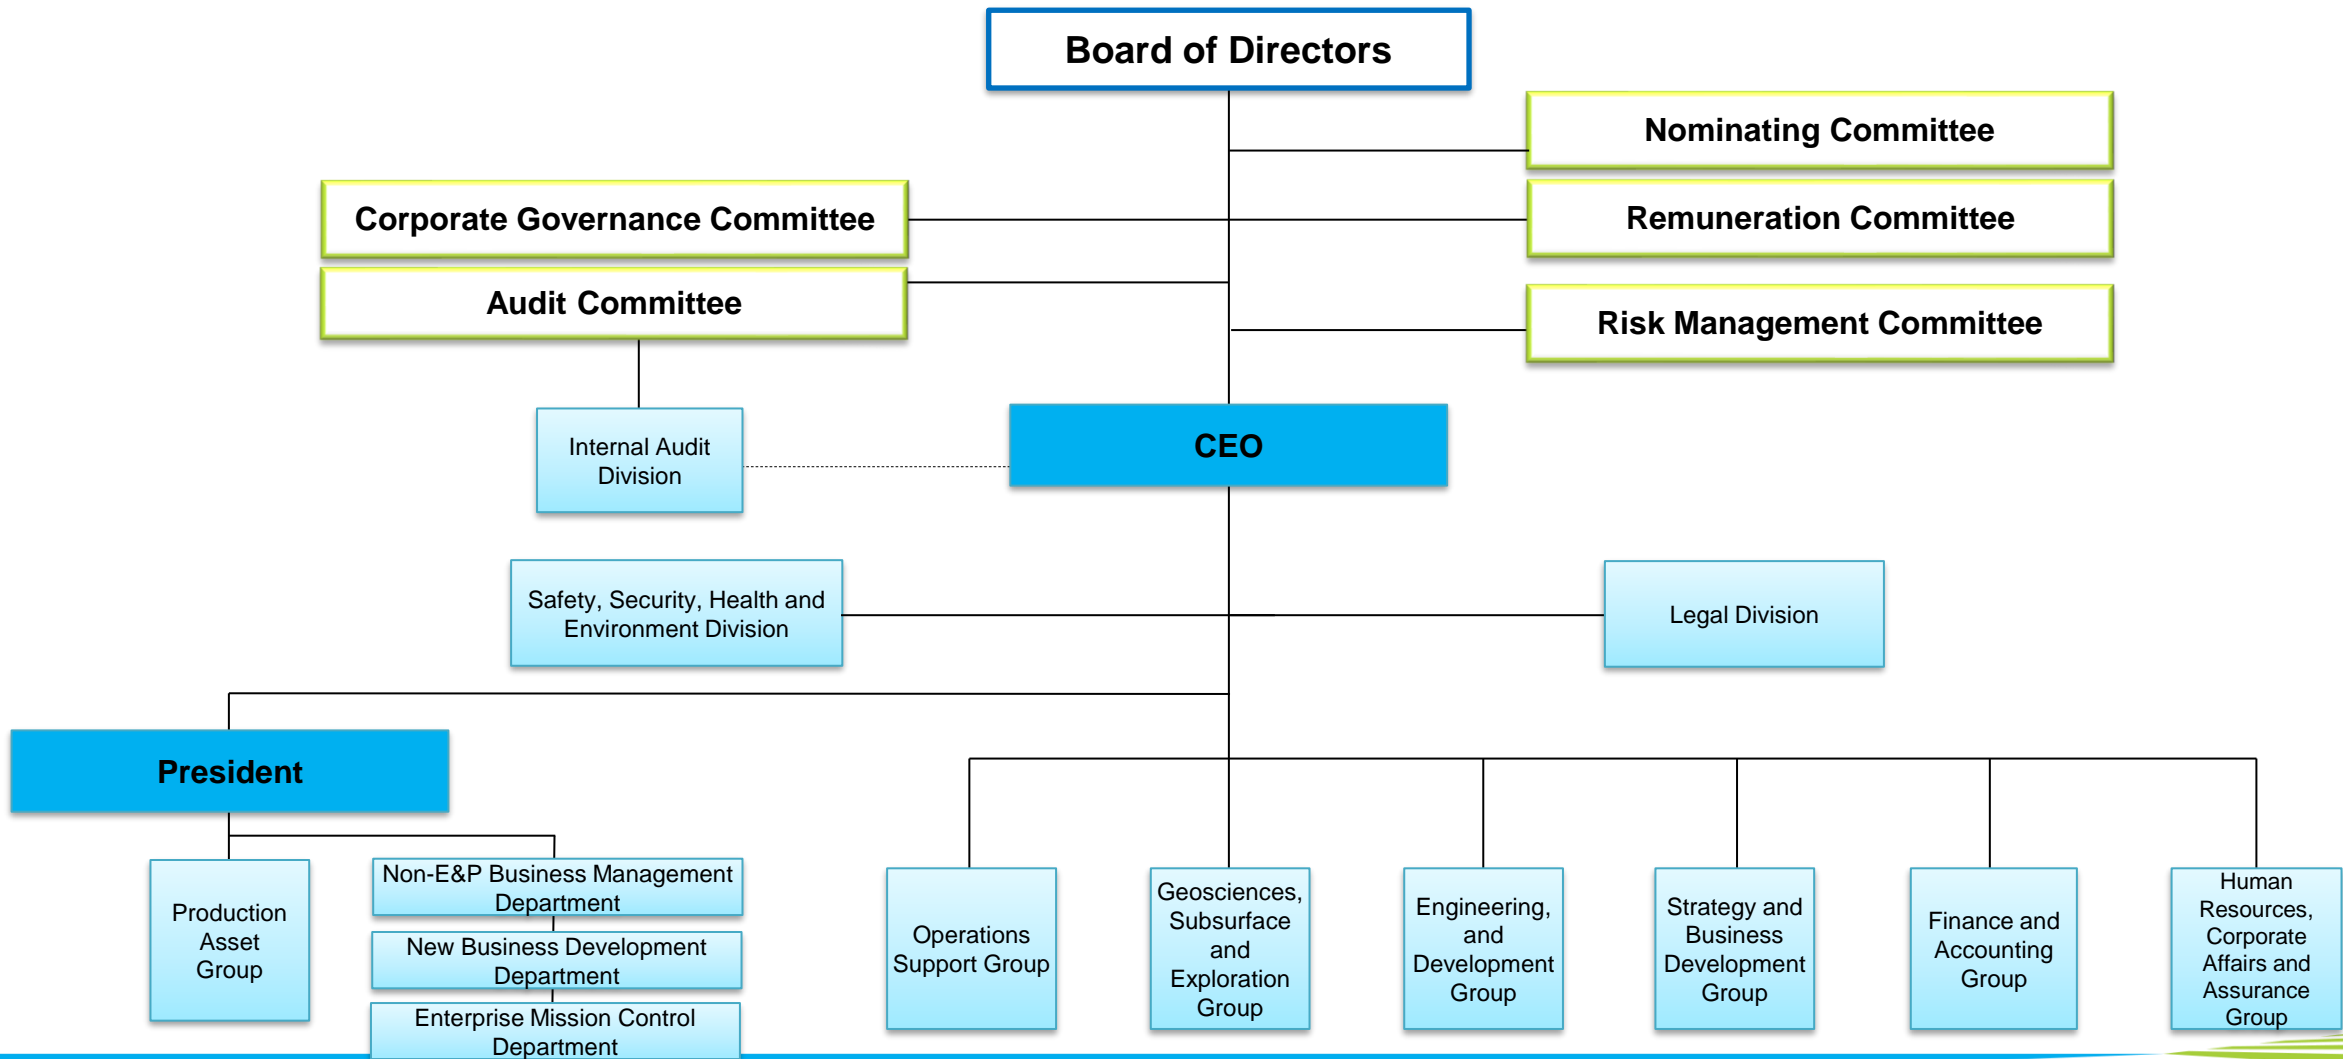 Board of Directors
Nominating Committee
Corporate Governance Committee
Remuneration Committee
Audit Committee
Risk Management Committee
Internal Audit
Division
CEO
Safety, Security, Health and
Environment Division
Legal Division
President
Production
Asset
Group
Non-E&P Business Management
Department
New Business Development
Department
Enterprise Mission Control
Department
Operations
Support Group
Geosciences,
Subsurface
and
Exploration
Group
Engineering,
and
Development
Group
Strategy and
Business
Development
Group
Finance and
Accounting
Group
Human
Resources,
Corporate
Affairs and
Assurance
Group